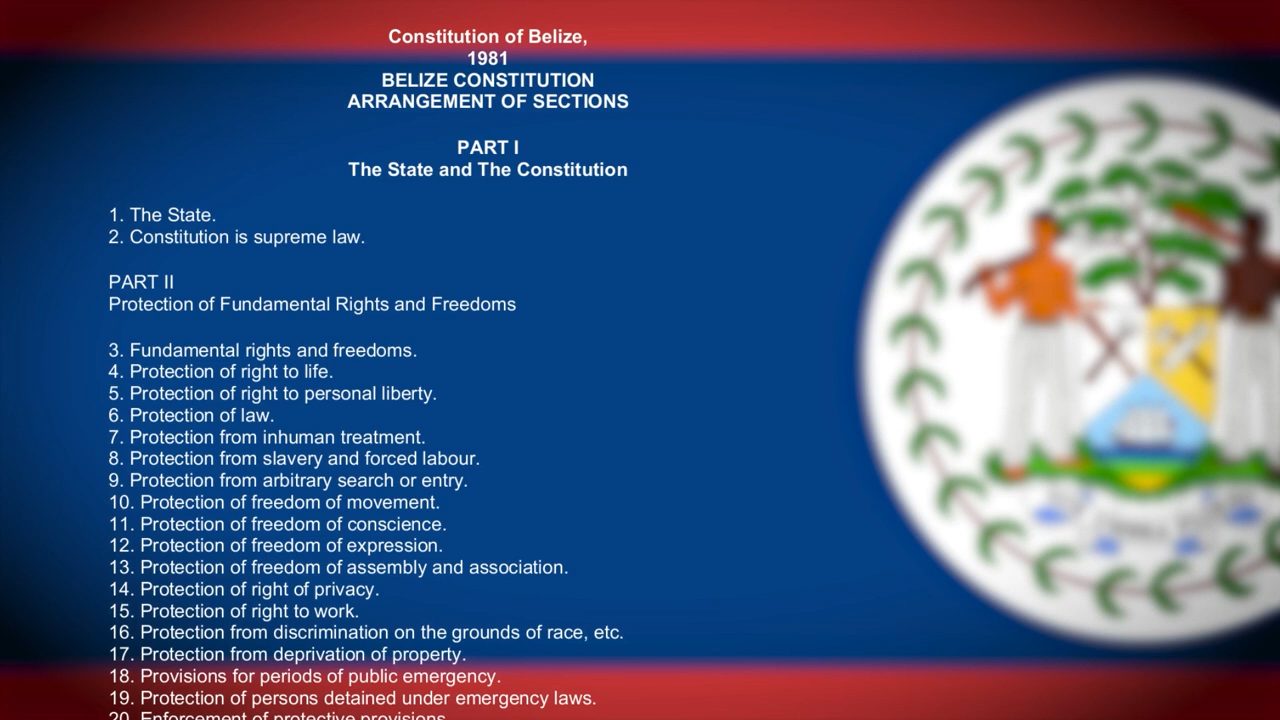 Constitution of Belize,
1981
BELIZE CONSTITUTION
ARRANGEMENT OF SECTIONS
PART I
The State and The Constitution
1. The State.
2. Constitution is supreme law.
PART II
Protection of Fundamental Rights and Freedoms
3. Fundamental rights and freedoms.
4. Protection of right to life.
5. Protection of right to personal liberty.
6. Protection of law.
7. Protection from inhuman treatment.
8. Protection from slavery and forced labour.
9. Protection from arbitrary search or entry.
10. Protection of freedom of movement.
11. Protection of freedom of conscience.
12. Protection of freedom of expression.
13. Protection of freedom of assembly and association.
14. Protection of right of privacy.
15. Protection of right to work.
16. Protection from discrimination on the grounds of race, etc.
17. Protection from deprivation of property.
18. Provisions for periods of public emergency.
19. Protection of persons detained under emergency laws.
20. Enforcement of protective provisions.